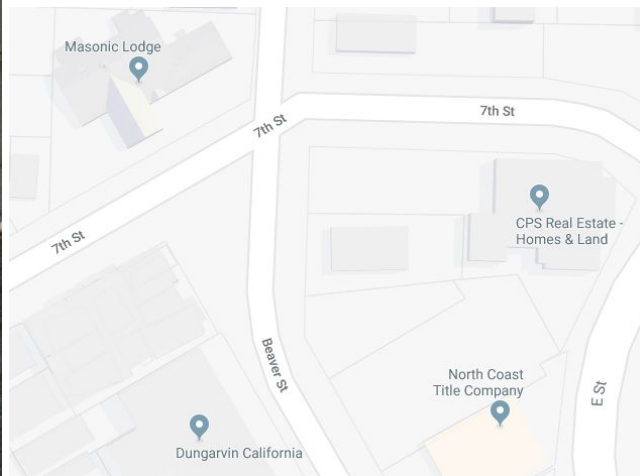 Masonic Lodge
7th St
7th St
7th St
CPS Real Estate -
Homes & Land
Beaver St
North Coast
Title Company
E St
Dungarvin California